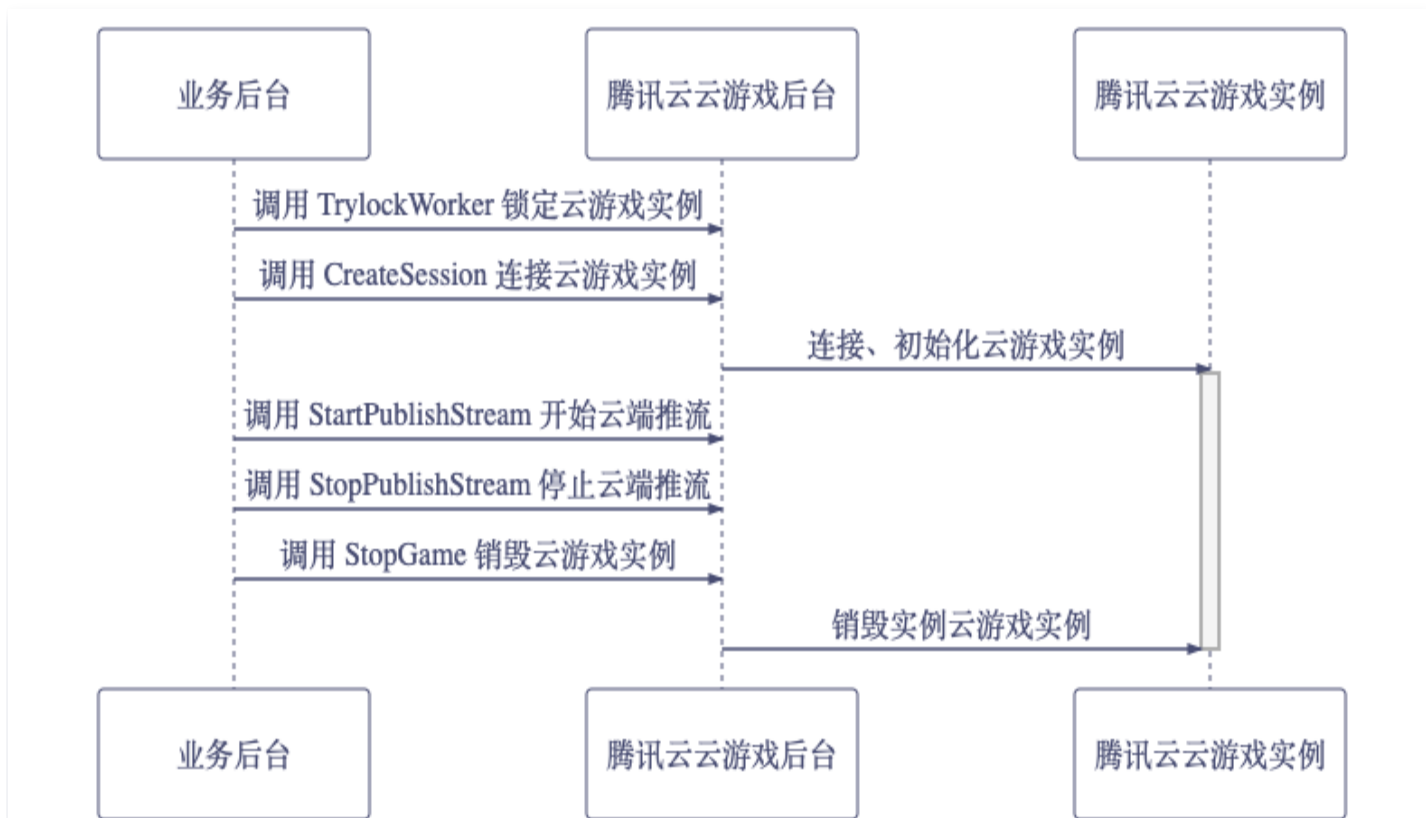 业务后台
腾讯云云游戏后台
腾讯云云游戏实例
调用 TrylockWorker 锁定云游戏实例
调用 CreateSession 连接云游戏实例
连接、初始化云游戏实例
调用 StartPublishStream 开始云端推流
调用 StopPublishStream 停止云端推流
调用 StopGame 销毁云游戏实例
销毁实例云游戏实例
业务后台
腾讯云云游戏后台
腾讯云云游戏实例